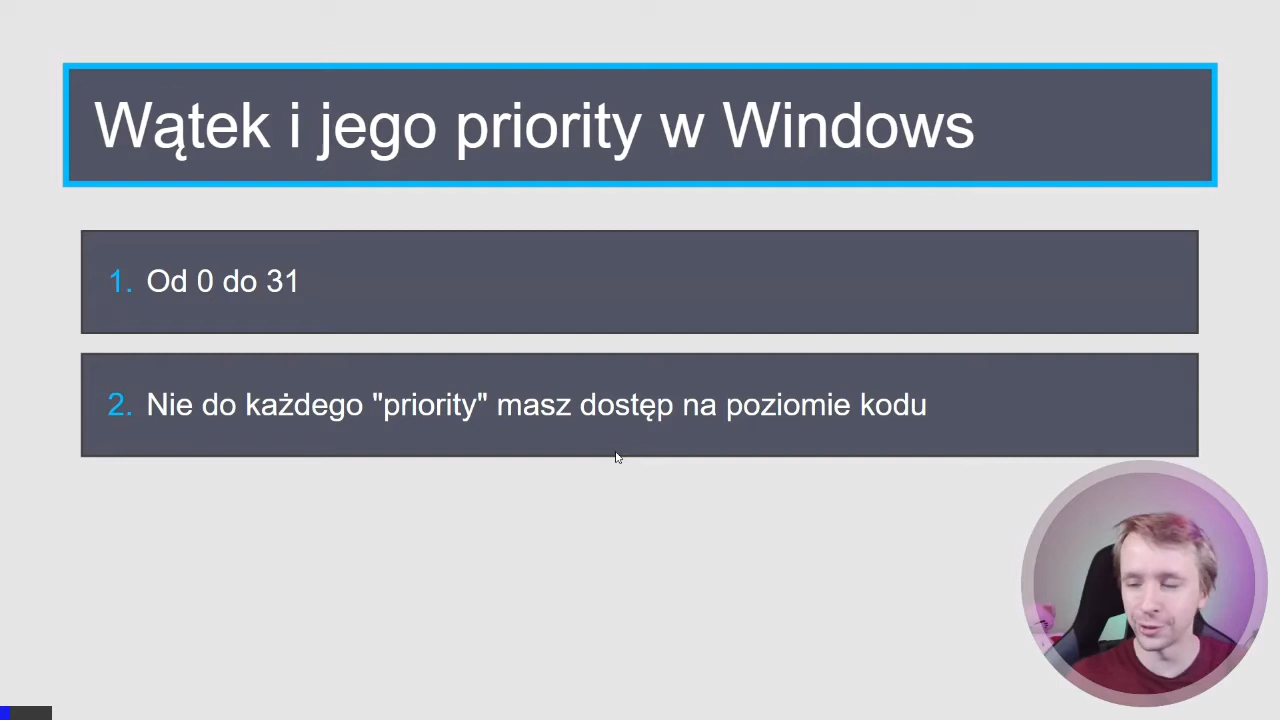 Wątek i jego priority w Windows
1. Od 0 do 31
2. Nie do każdego "priority" masz dostęp na poziomie kodu